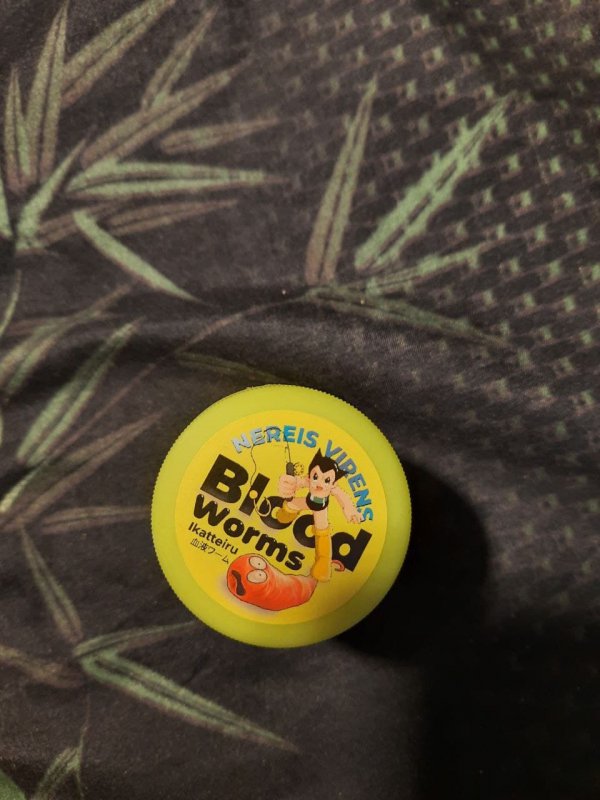 NEREIS VIRENS
Blood
Worms
Ikatteiru
血液ワーム